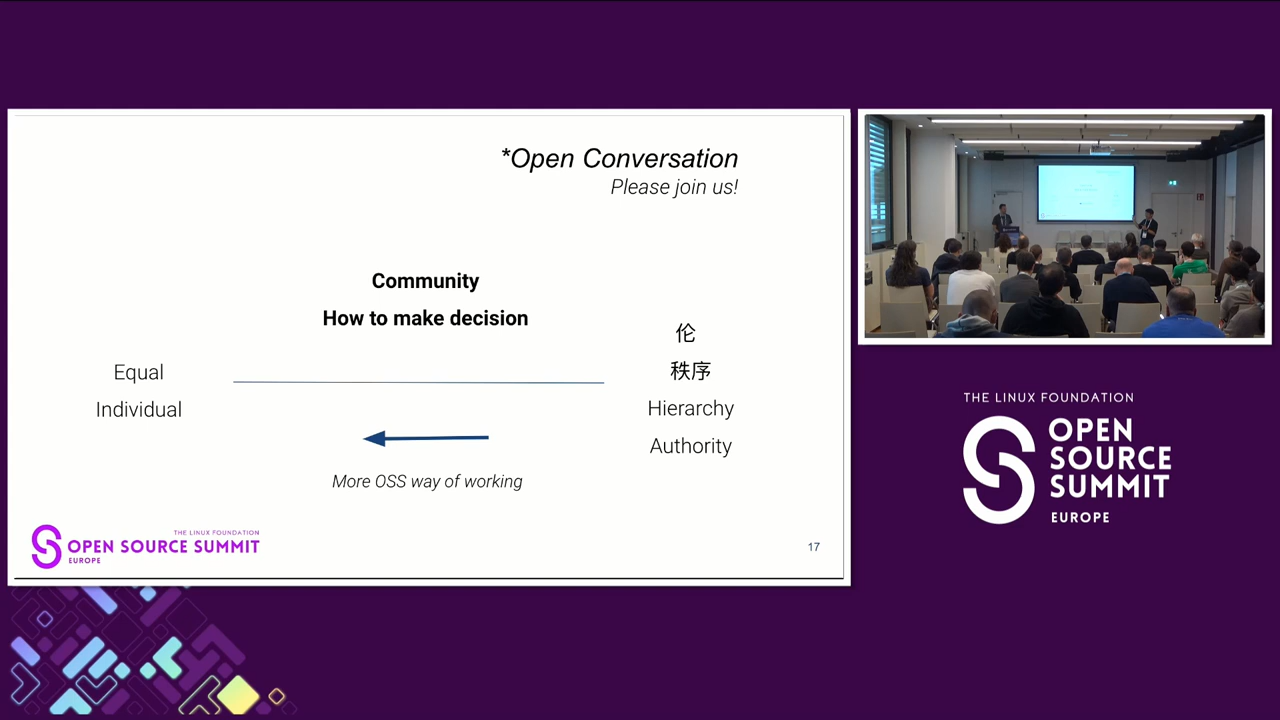 *Open Conversation
Please join us!
Community
How to make decision
伦
秩序
Equal
Individual
Hierarchy
Authority
More OSS way of working
THE LINUX FOUNDATION
OPEN SOURCE SUMMIT
EUROPE
17
THE LINUX FOUNDATION
OPEN
SOURCE
SUMMIT
EUROPE